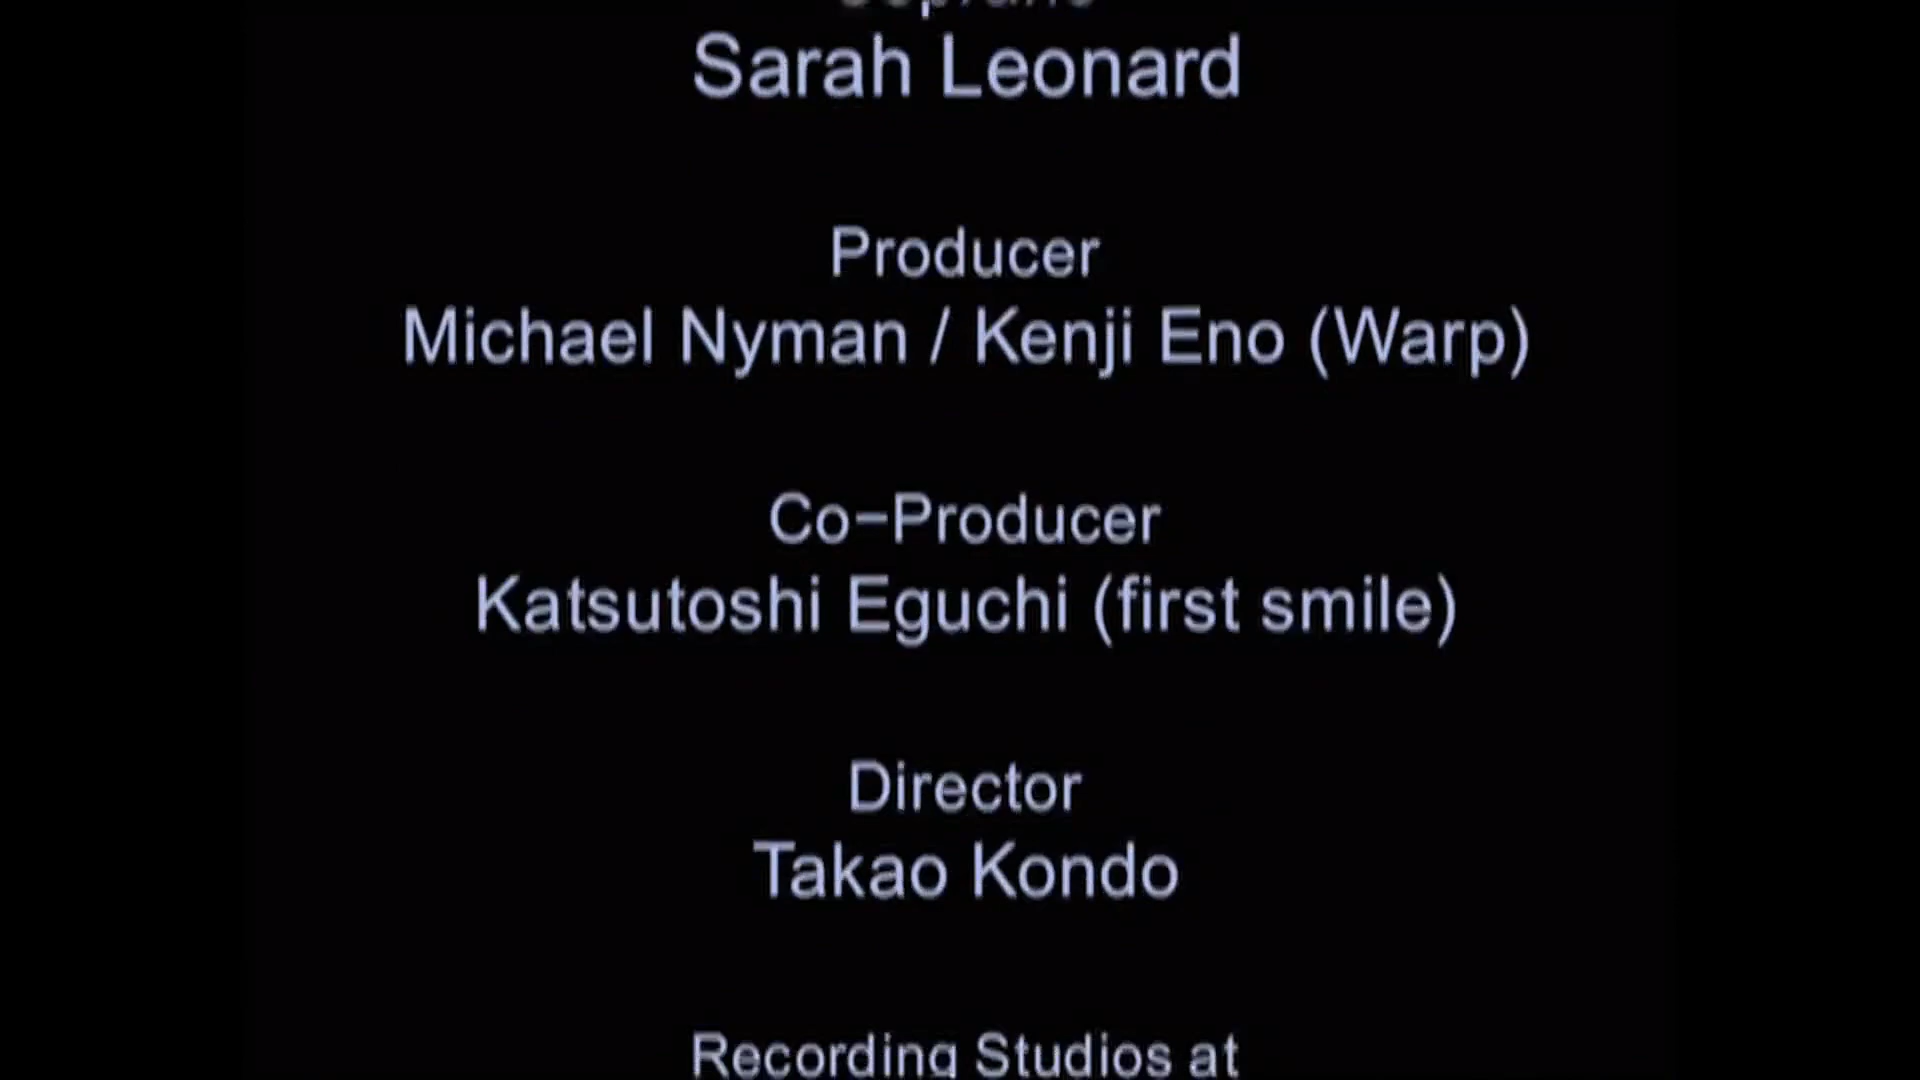 Soprano
Sarah Leonard
Producer
Michael Nyman / Kenji Eno (Warp)
Co-Producer
Katsutoshi Eguchi (first smile)
Director
Takao Kondo
Recording Studios at